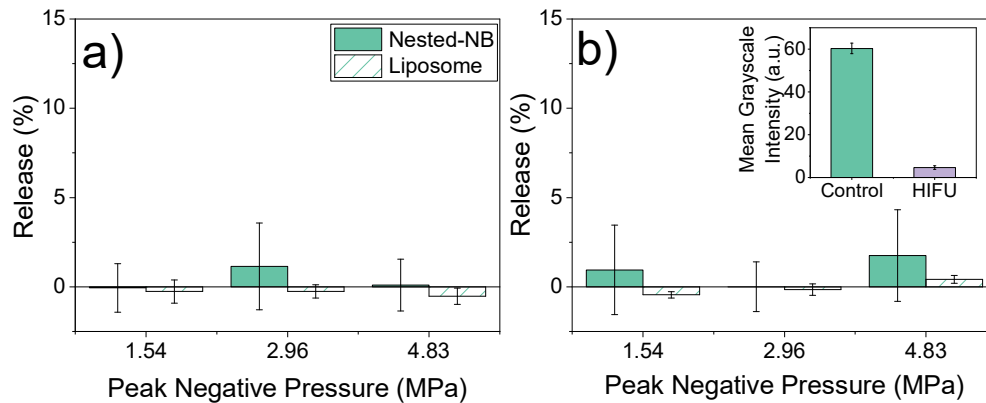 a)
Nested-NB
Liposome
Release (%)
15
10
5
0
1.54
2.96
4.83
Peak Negative Pressure (MPa)
b)
Release (%)
15
10
5
0
1.54
2.96
4.83
Peak Negative Pressure (MPa)
Mean Grayscale
Intensity (a.u.)
60
40
20
0
Control
HIFU